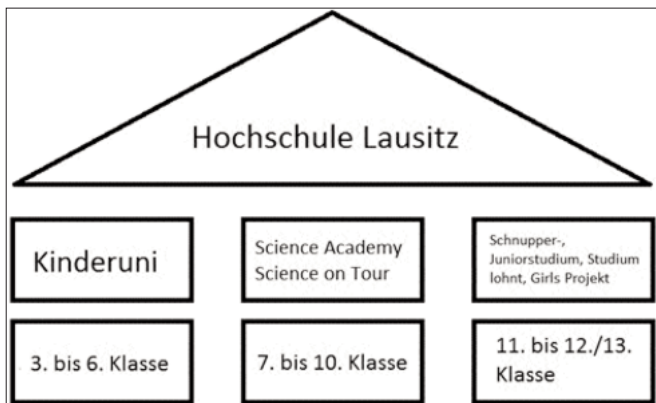 Hochschule Lausitz
Kinderuni
Science Academy
Science on Tour
Schnupper-,
Juniorstudium, Studium
lohnt, Girls Projekt
3. bis 6. Klasse
7. bis 10. Klasse
11. bis 12./13.
Klasse